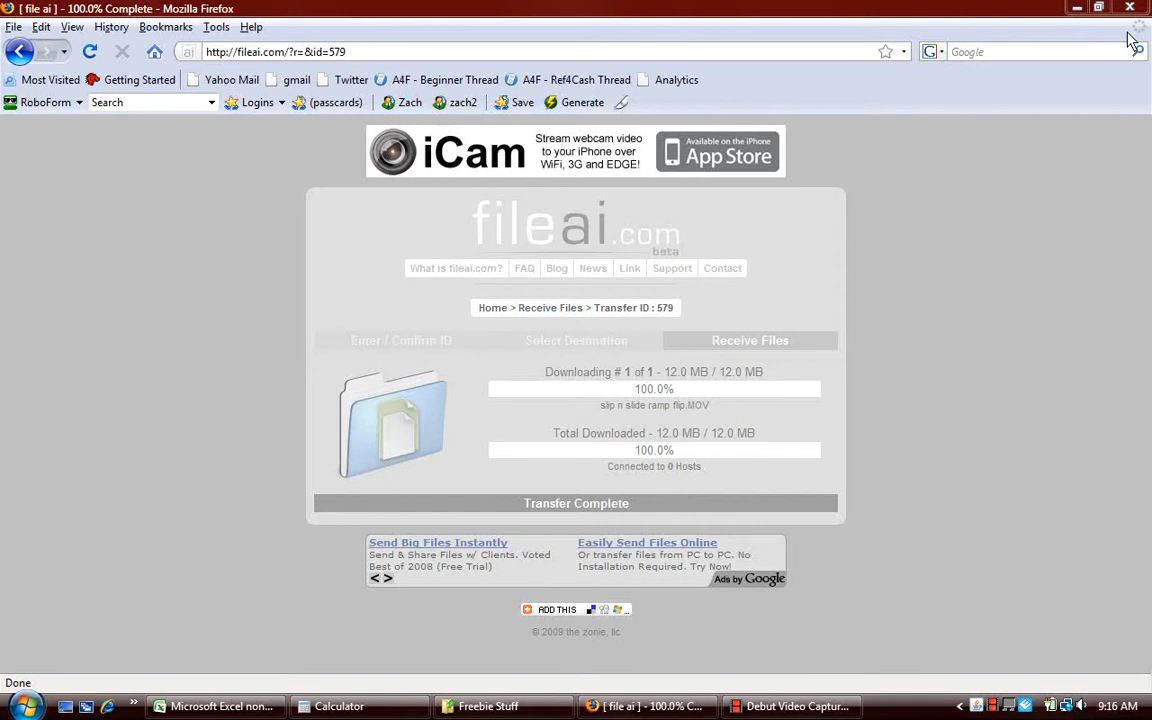 [ file ai ] - 100.0% Complete - Mozilla Firefox
File Edit View History Bookmarks Tools Help
ai http://fileai.com/?r=&id=579 G Google
Most Visited Getting Started Yahoo Mail gmail Twitter A4F - Beginner Thread A4F - Ref4Cash Thread Analytics
RoboForm Search Logins (passcards) Zach zach2 Save Generate
iCam
Stream webcam video
to your iPhone over
WiFi, 3G and EDGE!
Available on the iPhone
App Store
fileai.com
beta
What is fileai.com? FAQ Blog News Link Support Contact
Home > Receive Files > Transfer ID : 579
Enter / Confirm ID Select Destination Receive Files
Downloading # 1 of 1 - 12.0 MB / 12.0 MB
100.0%
slip n slide ramp flip.MOV
Total Downloaded - 12.0 MB / 12.0 MB
100.0%
Connected to 0 Hosts
Transfer Complete
Send Big Files Instantly
Send & Share Files w/ Clients. Voted
Best of 2008 (Free Trial)
Easily Send Files Online
Or transfer files from PC to PC. No
Installation Required. Try Now!
< >
Ads by Google
ADD THIS
© 2009 the zonie, llc
Done
Microsoft Excel non... Calculator Freebie Stuff [ file ai ] - 100.0% C... Debut Video Captur... 9:16 AM